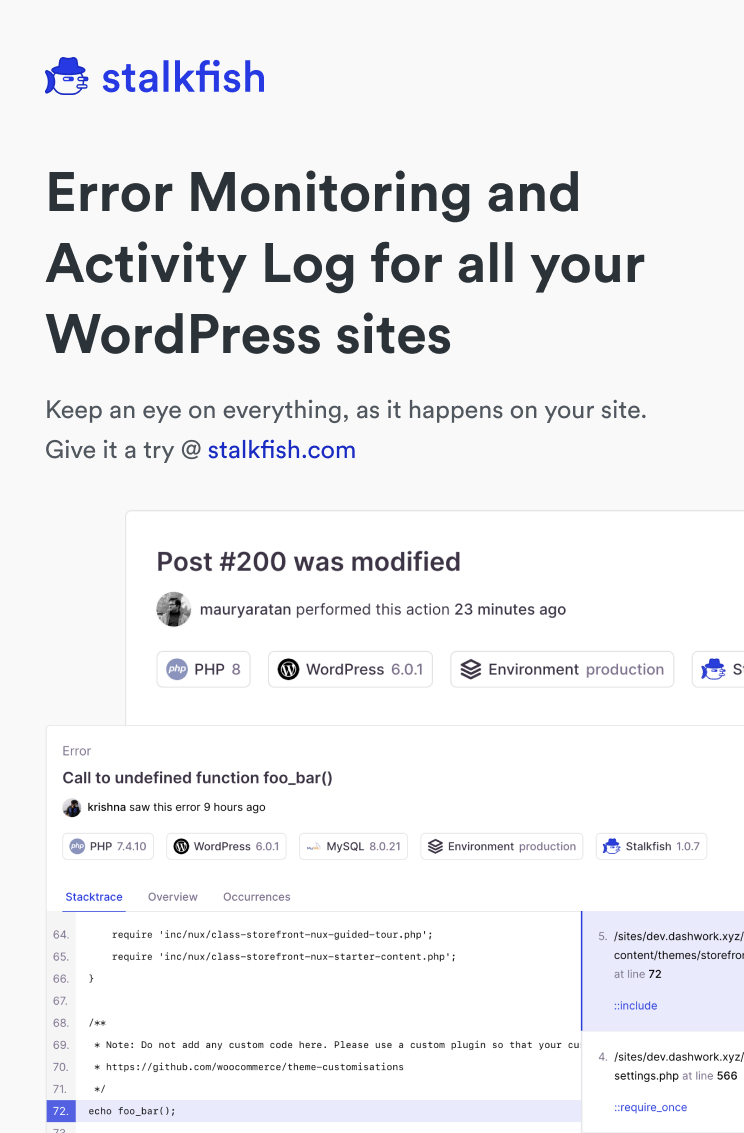 stalkfish
Error Monitoring and
Activity Log for all your
WordPress sites
Keep an eye on everything, as it happens on your site.
Give it a try @ stalkfish.com
Post #200 was modified
mauryaratan performed this action 23 minutes ago
php PHP 8 WordPress 6.0.1 Environment production
Error
Call to undefined function foo_bar()
krishna saw this error 9 hours ago
php PHP 7.4.10 WordPress 6.0.1 MySQL 8.0.21 Environment production Stalkfish 1.0.7
Stacktrace Overview Occurrences
64. require 'inc/nux/class-storefront-nux-guided-tour.php';
65. require 'inc/nux/class-storefront-nux-starter-content.php';
66. }
67.
68. /**
69. * Note: Do not add any custom code here. Please use a custom plugin so that your
70. * https://github.com/woocommerce/theme-customisations
71. */
72. echo foo_bar();
73.
5. /sites/dev.dashwork.xyz/
content/themes/storefro
at line 72
::include
4. /sites/dev.dashwork.xyz/
settings.php at line 566
::require_once